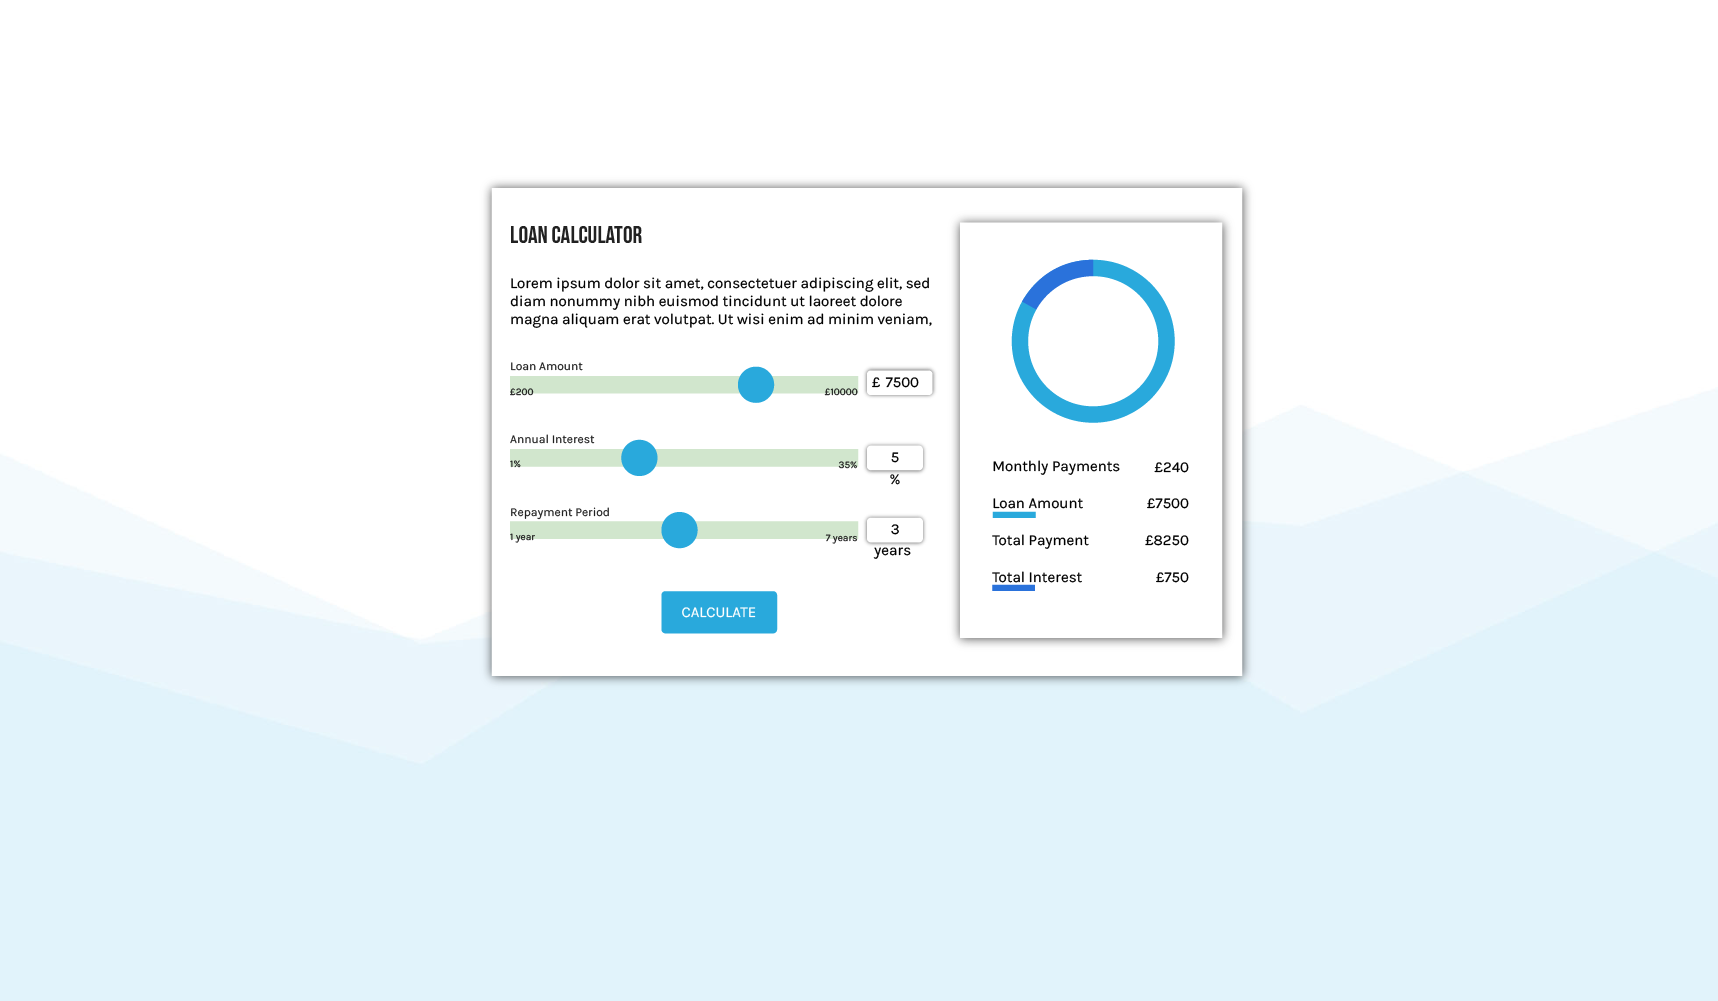 LOAN CALCULATOR
Lorem ipsum dolor sit amet, consectetuer adipiscing elit, sed
diam nonummy nibh euismod tincidunt ut laoreet dolore
magna aliquam erat volutpat. Ut wisi enim ad minim veniam,
Loan Amount
£200 £10000 £ 7500
Annual Interest
1% 35% 5
%
Repayment Period
1 year 7 years 3
years
CALCULATE
Monthly Payments £240
Loan Amount £7500
Total Payment £8250
Total Interest £750